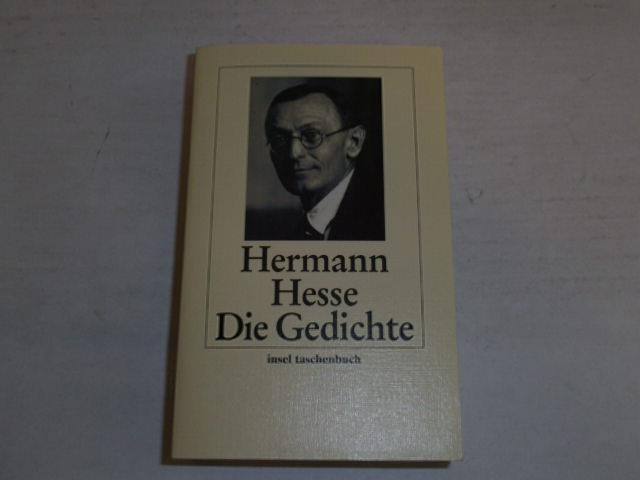 Hermann
Hesse
Die Gedichte
insel taschenbuch